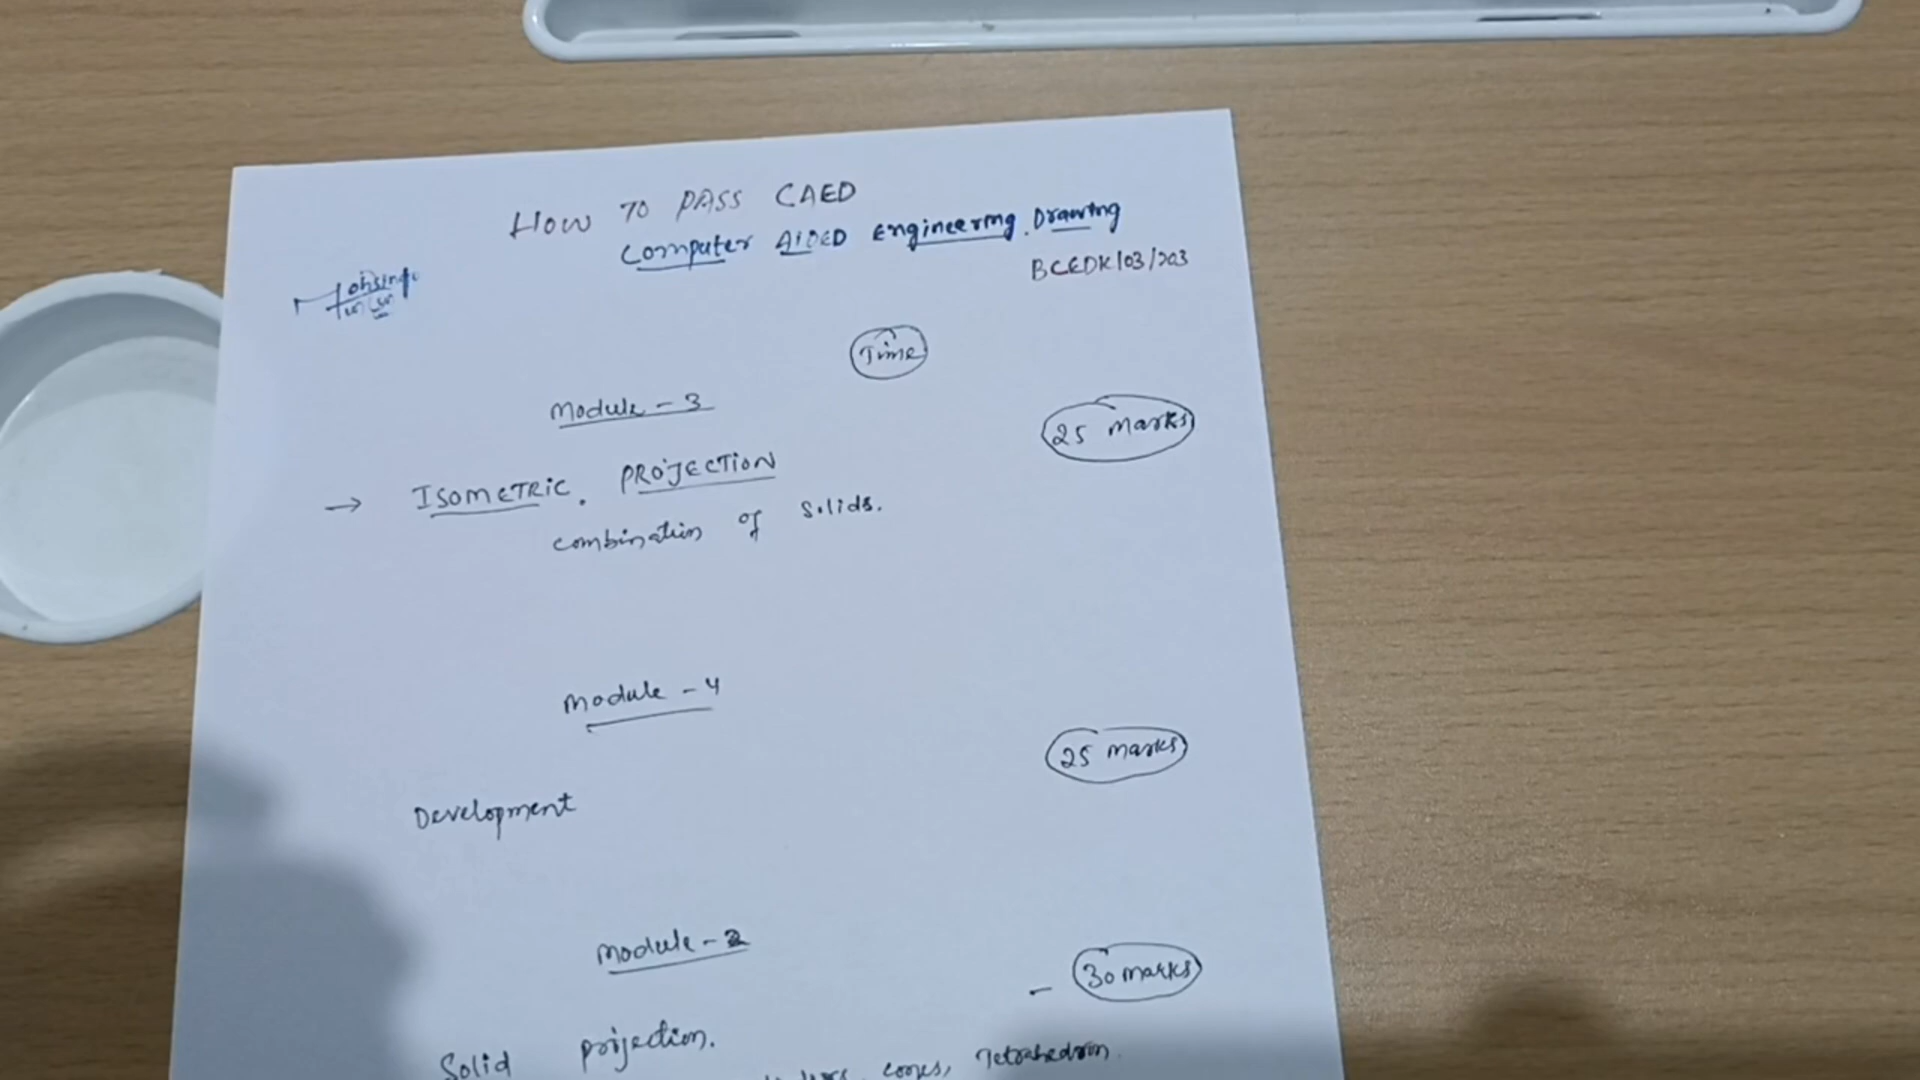 HOW TO PASS CAED
Computer AIDED Engineering Drawing
BCEDK103/203
Time
Module - 3
25 marks
→ ISOMETRIC PROJECTION
combination of solids.
Module - 4
25 marks
Development
Module - 2
- 30 marks
Solid projection.
cones, Tetrahedron.